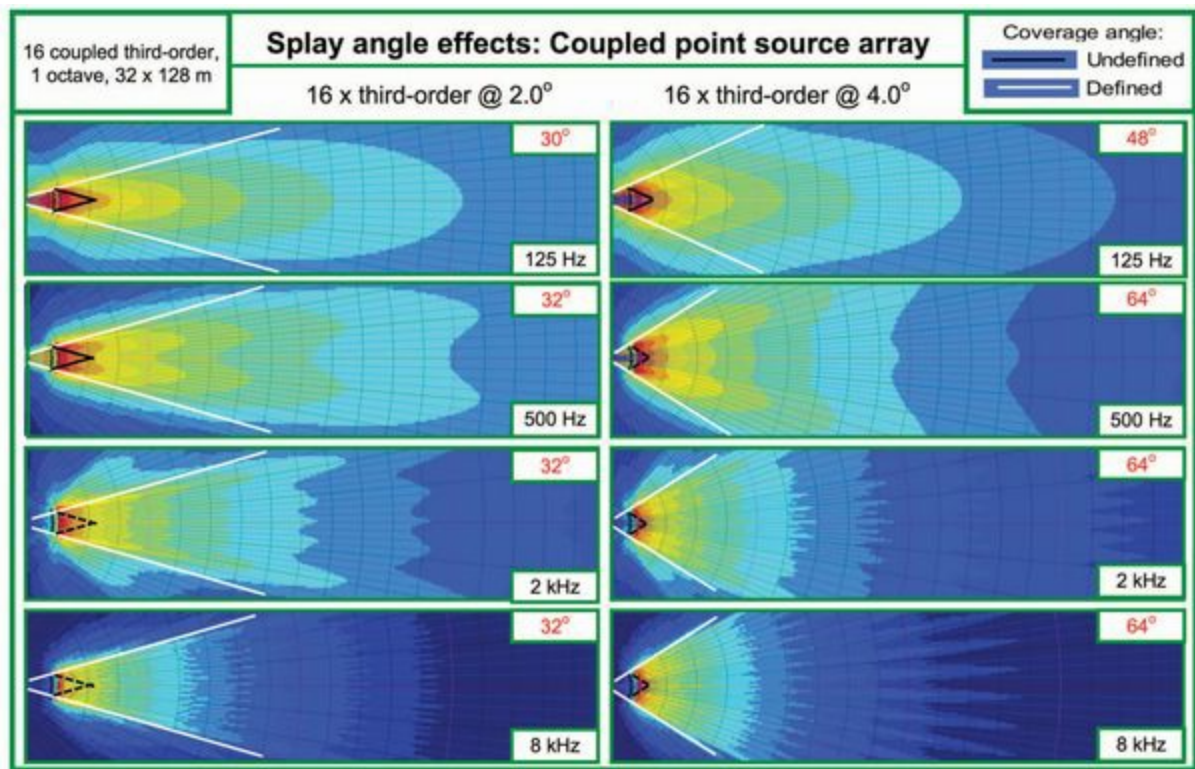 16 coupled third-order,
1 octave, 32 x 128 m
Splay angle effects: Coupled point source array
16 x third-order @ 2.0°
16 x third-order @ 4.0°
Coverage angle:
Undefined
Defined
30°
125 Hz
48°
125 Hz
32°
500 Hz
64°
500 Hz
32°
2 kHz
64°
2 kHz
32°
8 kHz
64°
8 kHz